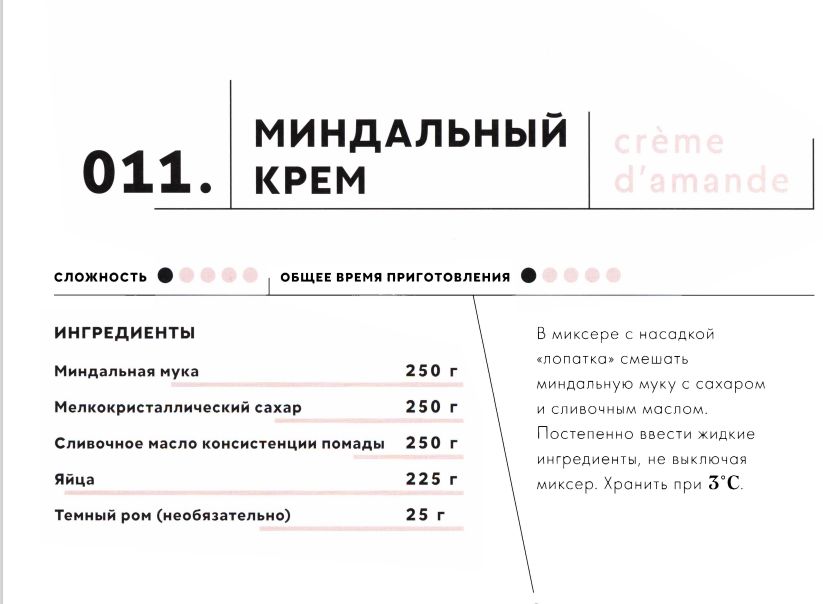 011.
МИНДАЛЬНЫЙ
КРЕМ
crème
d’amande
СЛОЖНОСТЬ
ОБЩЕЕ ВРЕМЯ ПРИГОТОВЛЕНИЯ
ИНГРЕДИЕНТЫ
Миндальная мука 250 г
Мелкокристаллический сахар 250 г
Сливочное масло консистенции помады 250 г
Яйца 225 г
Темный ром (необязательно) 25 г
В миксере с насадкой
«лопатка» смешать
миндальную муку с сахаром
и сливочным маслом.
Постепенно ввести жидкие
ингредиенты, не выключая
миксер. Хранить при 3°C.